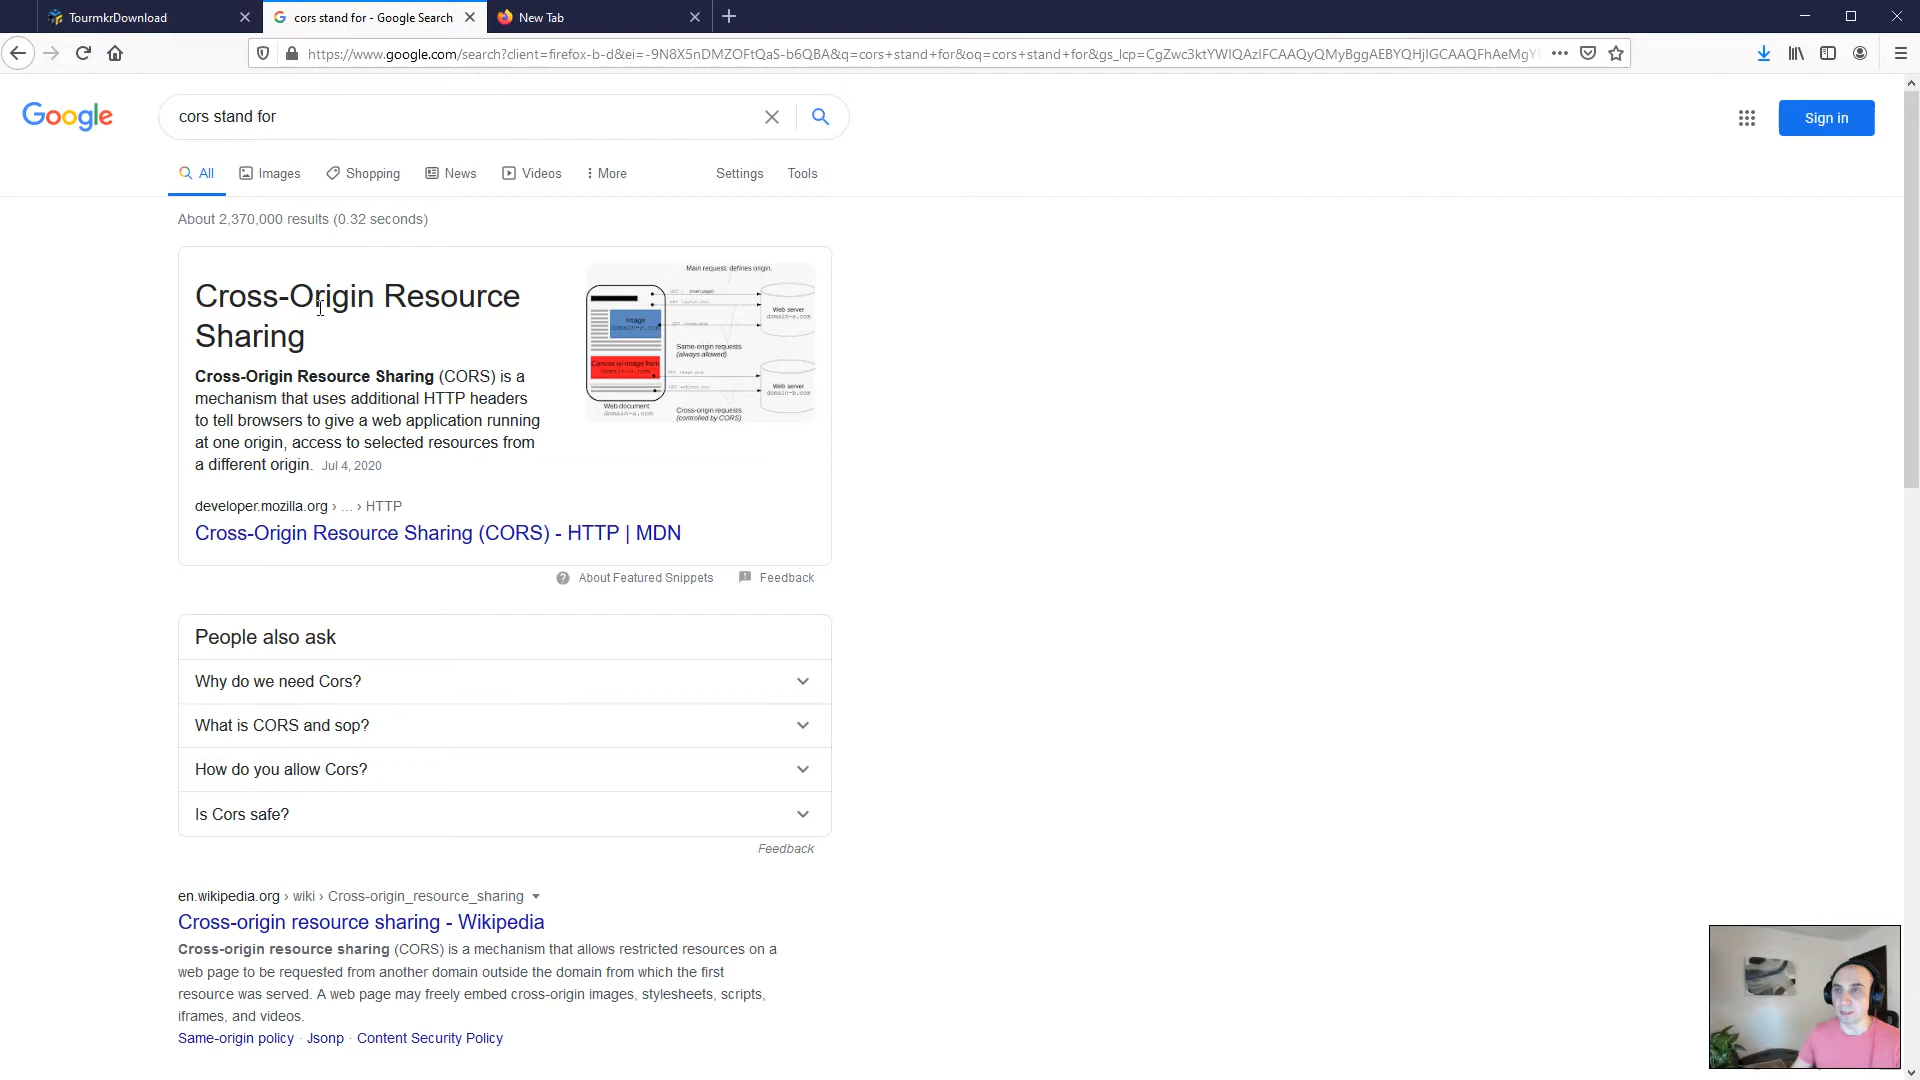 TourmkrDownload
cors stand for - Google Search
New Tab
https://www.google.com/search?client=firefox-b-d&ei=-9N8X5nDMZOFtQaS-b6QBA&q=cors+stand+for&oq=cors+stand+for&gs_lcp=CgZwc3ktYWIQAzIFCAAQyQMyBggAEBYQHjIGCAAQFhAeMgY
Google
cors stand for
Sign in
All
Images
Shopping
News
Videos
More
Settings
Tools
About 2,370,000 results (0.32 seconds)
Cross-Origin Resource
Sharing
Cross-Origin Resource Sharing (CORS) is a
mechanism that uses additional HTTP headers
to tell browsers to give a web application running
at one origin, access to selected resources from
a different origin. Jul 4, 2020
Main request: defines origin.
Image
Web server
Same-origin requests
(always allowed)
Web server
Web document
Cross-origin requests
(controlled by CORS)
developer.mozilla.org › ... › HTTP
Cross-Origin Resource Sharing (CORS) - HTTP | MDN
About Featured Snippets
Feedback
People also ask
Why do we need Cors?
What is CORS and sop?
How do you allow Cors?
Is Cors safe?
Feedback
en.wikipedia.org › wiki › Cross-origin_resource_sharing
Cross-origin resource sharing - Wikipedia
Cross-origin resource sharing (CORS) is a mechanism that allows restricted resources on a
web page to be requested from another domain outside the domain from which the first
resource was served. A web page may freely embed cross-origin images, stylesheets, scripts,
iframes, and videos.
Same-origin policy · Jsonp · Content Security Policy